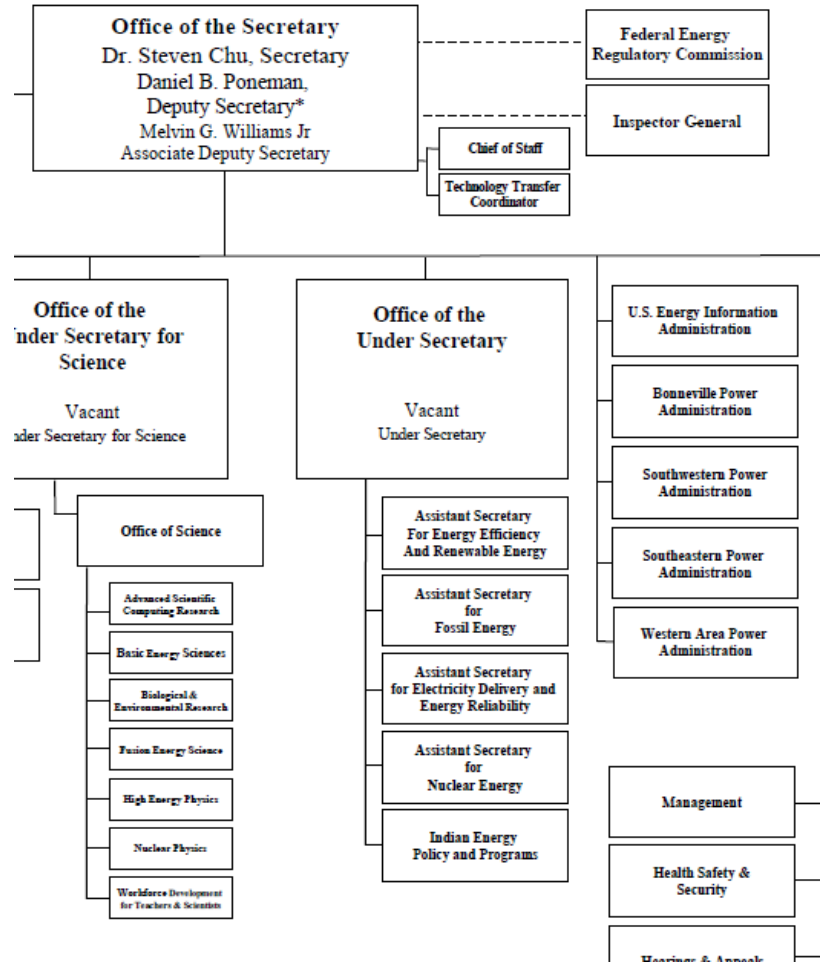 Office of the Secretary
Dr. Steven Chu, Secretary
Daniel B. Poneman,
Deputy Secretary*
Melvin G. Williams Jr
Associate Deputy Secretary
Federal Energy
Regulatory Commission
Inspector General
Chief of Staff
Technology Transfer
Coordinator
Office of the
Under Secretary for
Science
Vacant
Under Secretary for Science
Office of Science
Advanced Scientific
Computing Research
Basic Energy Sciences
Biological &
Environmental Research
Fusion Energy Science
High Energy Physics
Nuclear Physics
Workforce Development
for Teachers & Scientists
Office of the
Under Secretary
Vacant
Under Secretary
Assistant Secretary
For Energy Efficiency
And Renewable Energy
Assistant Secretary
for
Fossil Energy
Assistant Secretary
for Electricity Delivery and
Energy Reliability
Assistant Secretary
for
Nuclear Energy
Indian Energy
Policy and Programs
U.S. Energy Information
Administration
Bonneville Power
Administration
Southwestern Power
Administration
Southeastern Power
Administration
Western Area Power
Administration
Management
Health Safety &
Security
Hearings & Appeals